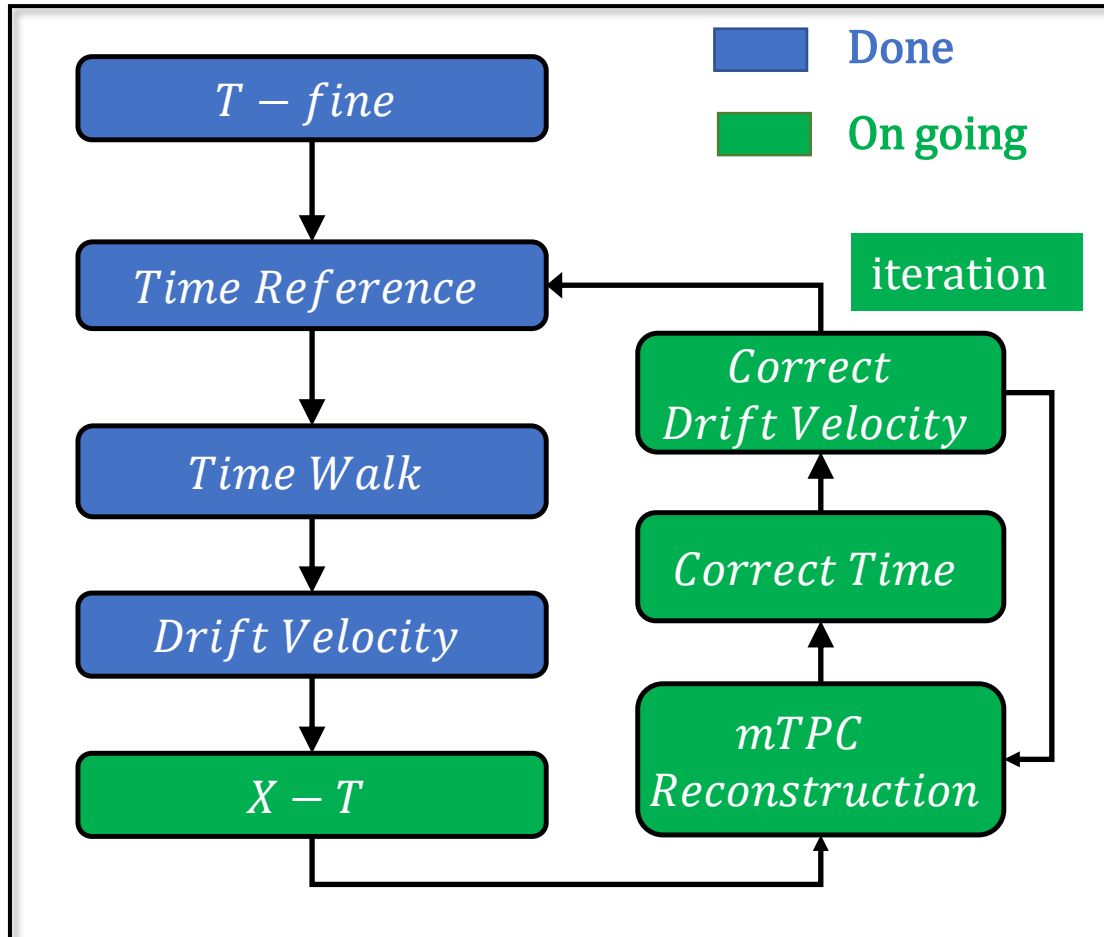 T − fine
Time Reference
Time Walk
Drift Velocity
X − T
Done
On going
iteration
Correct
Drift Velocity
Correct Time
mTPC
Reconstruction